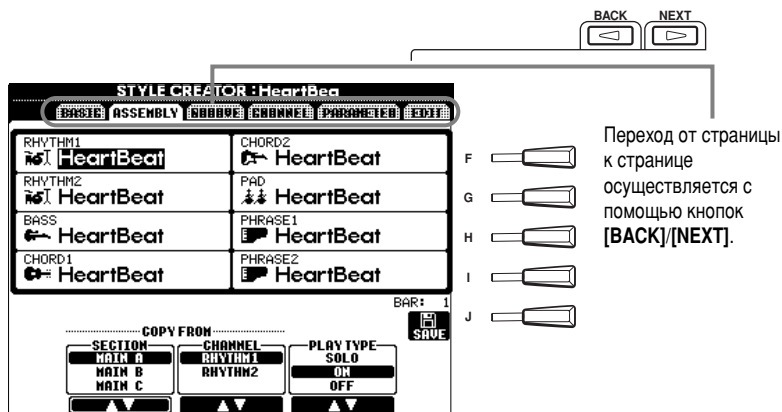 BACK NEXT
STYLE CREATOR : HeartBea
BASIC ASSEMBLY GROOVE CHANNEL PARAMETER EDIT
RHYTHM1
HeartBeat
CHORD2
HeartBeat
RHYTHM2
HeartBeat
PAD
HeartBeat
BASS
HeartBeat
PHRASE1
HeartBeat
CHORD1
HeartBeat
PHRASE2
HeartBeat
F
G
H
I
J
Переход от страницы
к странице
осуществляется с
помощью кнопок
[BACK]/[NEXT].
BAR: 1
SAVE
COPY FROM
SECTION CHANNEL PLAY TYPE
MAIN A RHYTHM1 SOLO
MAIN B RHYTHM2 ON
MAIN C OFF